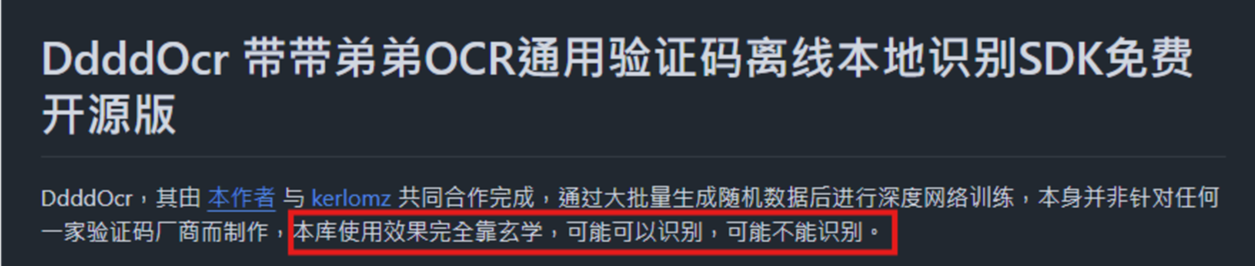 DdddOcr 带带弟弟OCR通用验证码离线本地识别SDK免费
开源版
DdddOcr，其由 本作者 与 kerlomz 共同合作完成，通过大批量生成随机数据后进行深度网络训练，本身并非针对任何
一家验证码厂商而制作，本库使用效果完全靠玄学，可能可以识别，可能不能识别。